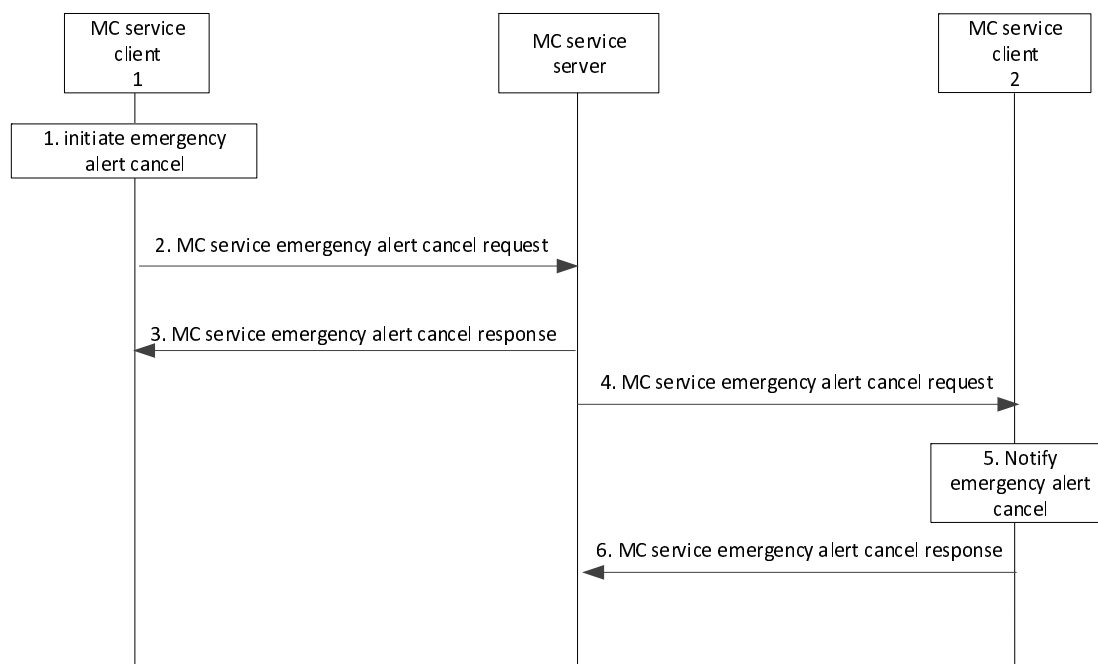 MC service
client
1
MC service
server
MC service
client
2
1. initiate emergency
alert cancel
2. MC service emergency alert cancel request
3. MC service emergency alert cancel response
4. MC service emergency alert cancel request
5. Notify
emergency alert
cancel
6. MC service emergency alert cancel response